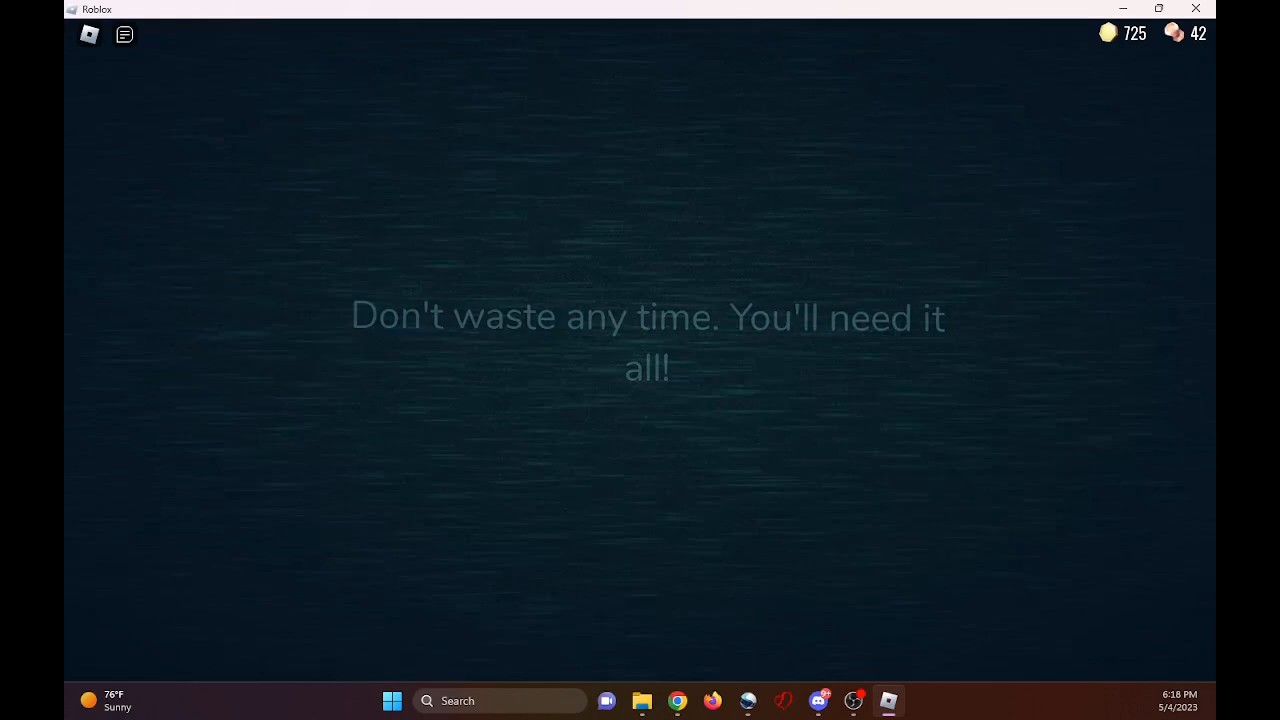 Roblox
725
42
Don't waste any time. You'll need it
all!
76°F
Sunny
Search
9+
6:18 PM
5/4/2023